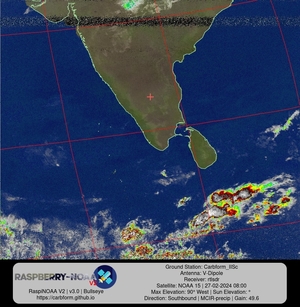 RASPBERRY-NOAA
V2
RaspiNOAA V2 | v3.0 | Bullseye
https://carbform.github.io
Ground Station: Carbform_IISc
Antenna: V-Dipole
Receiver: rtlsdr
Satellite: NOAA 15 | 27-02-2024 08:00
Max Elevation: 90° West | Sun Elevation: °
Direction: Southbound | MCIR-precip | Gain: 49.6